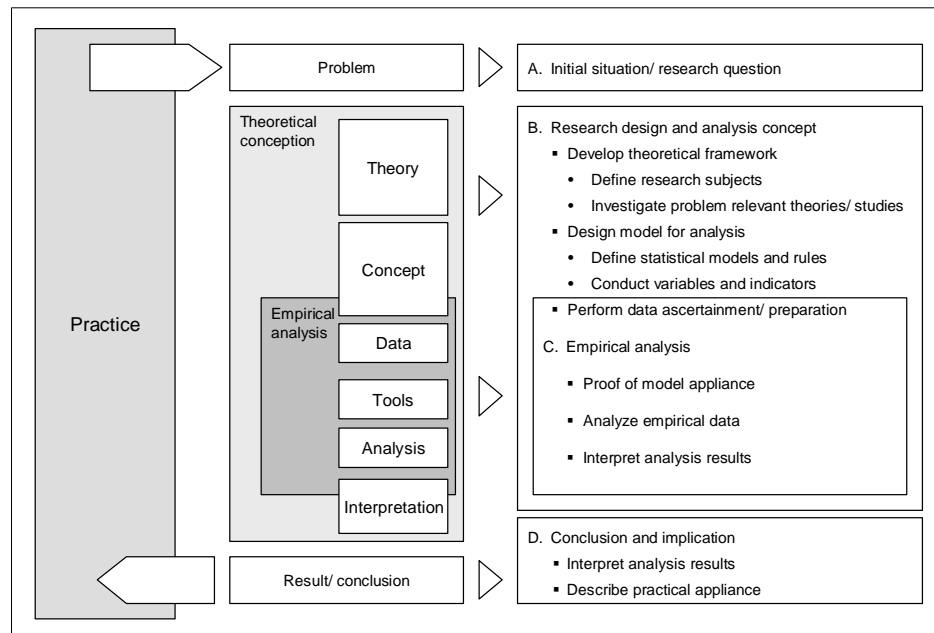 Practice
Problem
Theoretical
conception
Theory
Concept
Empirical
analysis
Data
Tools
Analysis
Interpretation
Result/ conclusion
A. Initial situation/ research question
B. Research design and analysis concept
▪ Develop theoretical framework
• Define research subjects
• Investigate problem relevant theories/ studies
▪ Design model for analysis
• Define statistical models and rules
• Conduct variables and indicators
▪ Perform data ascertainment/ preparation
C. Empirical analysis
▪ Proof of model appliance
▪ Analyze empirical data
▪ Interpret analysis results
D. Conclusion and implication
▪ Interpret analysis results
▪ Describe practical appliance